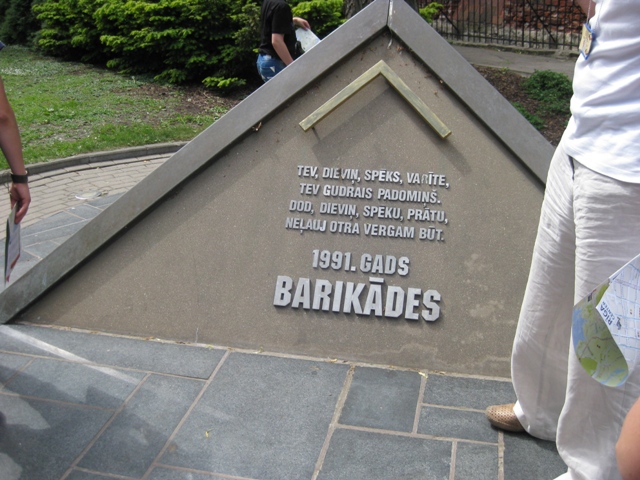 TEV, DIEVIŅ, SPĒKS, VARĪTE,
TEV GUDRAIS PADOMIŅŠ.
DOD, DIEVIŅ, SPĒKU, PRĀTU,
NEĻAUJ OTRA VERGAM BŪT.
1991. GADS
BARIKĀDES